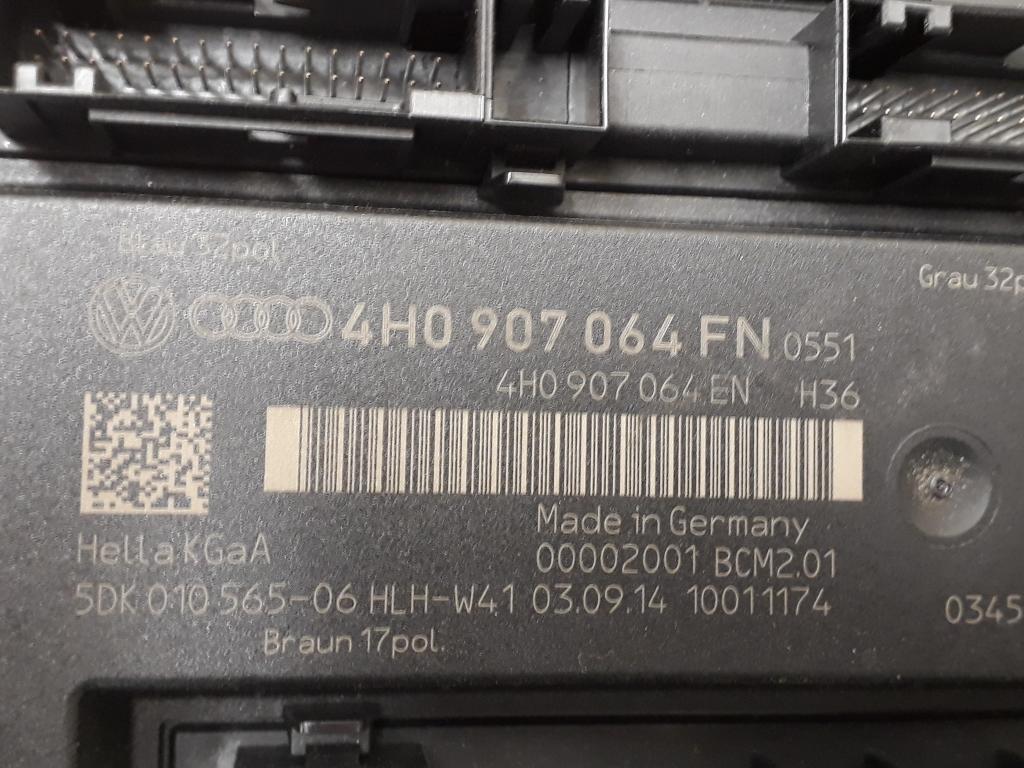 Blau 32pol
Grau 32p
4H0 907 064 FN 0551
4H0 907 064 EN H36
Made in Germany
Hella KGaA
00002001 BCM2.01
5DK 010 565-06 HLH-W41 03.09.14 10011174
0345
Braun 17pol.